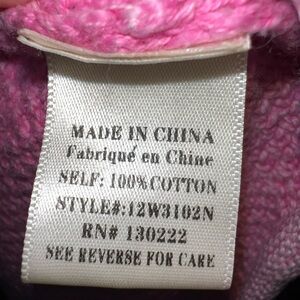 MADE IN CHINA
Fabriqué en Chine
SELF: 100%COTTON
STYLE#:12W3102N
RN# 130222
SEE REVERSE FOR CARE